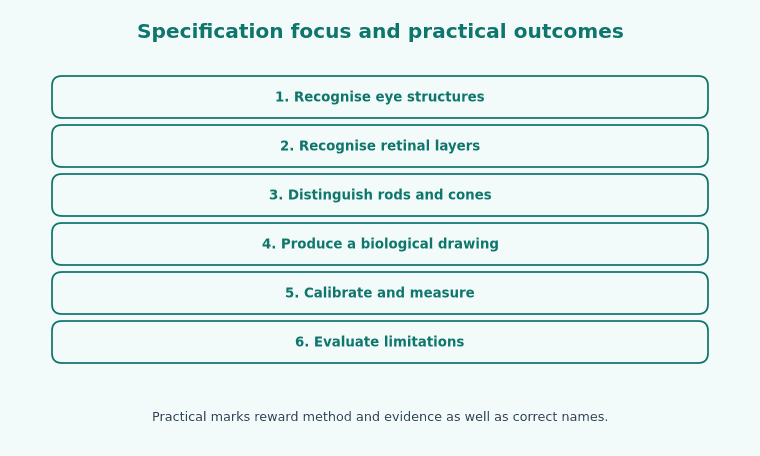 Specification focus and practical outcomes
1. Recognise eye structures
2. Recognise retinal layers
3. Distinguish rods and cones
4. Produce a biological drawing
5. Calibrate and measure
6. Evaluate limitations
Practical marks reward method and evidence as well as correct names.